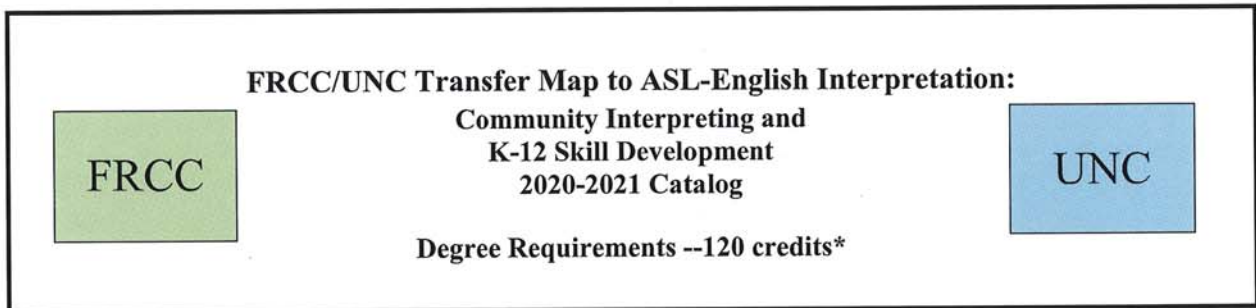 FRCC/UNC Transfer Map to ASL-English Interpretation:
Community Interpreting and
K-12 Skill Development
2020-2021 Catalog
FRCC
UNC
Degree Requirements --120 credits*